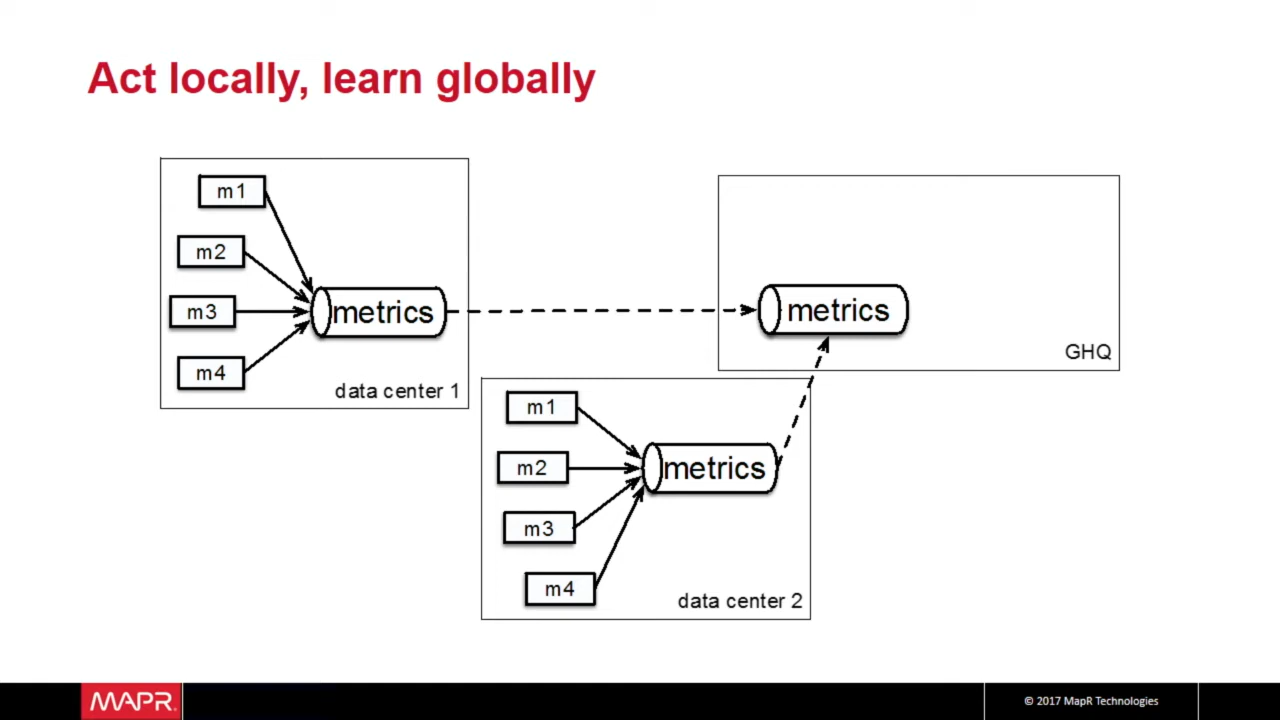 Act locally, learn globally
m1
m2
m3
m4
metrics
data center 1
metrics
GHQ
m1
m2
m3
m4
metrics
data center 2
MAPR
© 2017 MapR Technologies